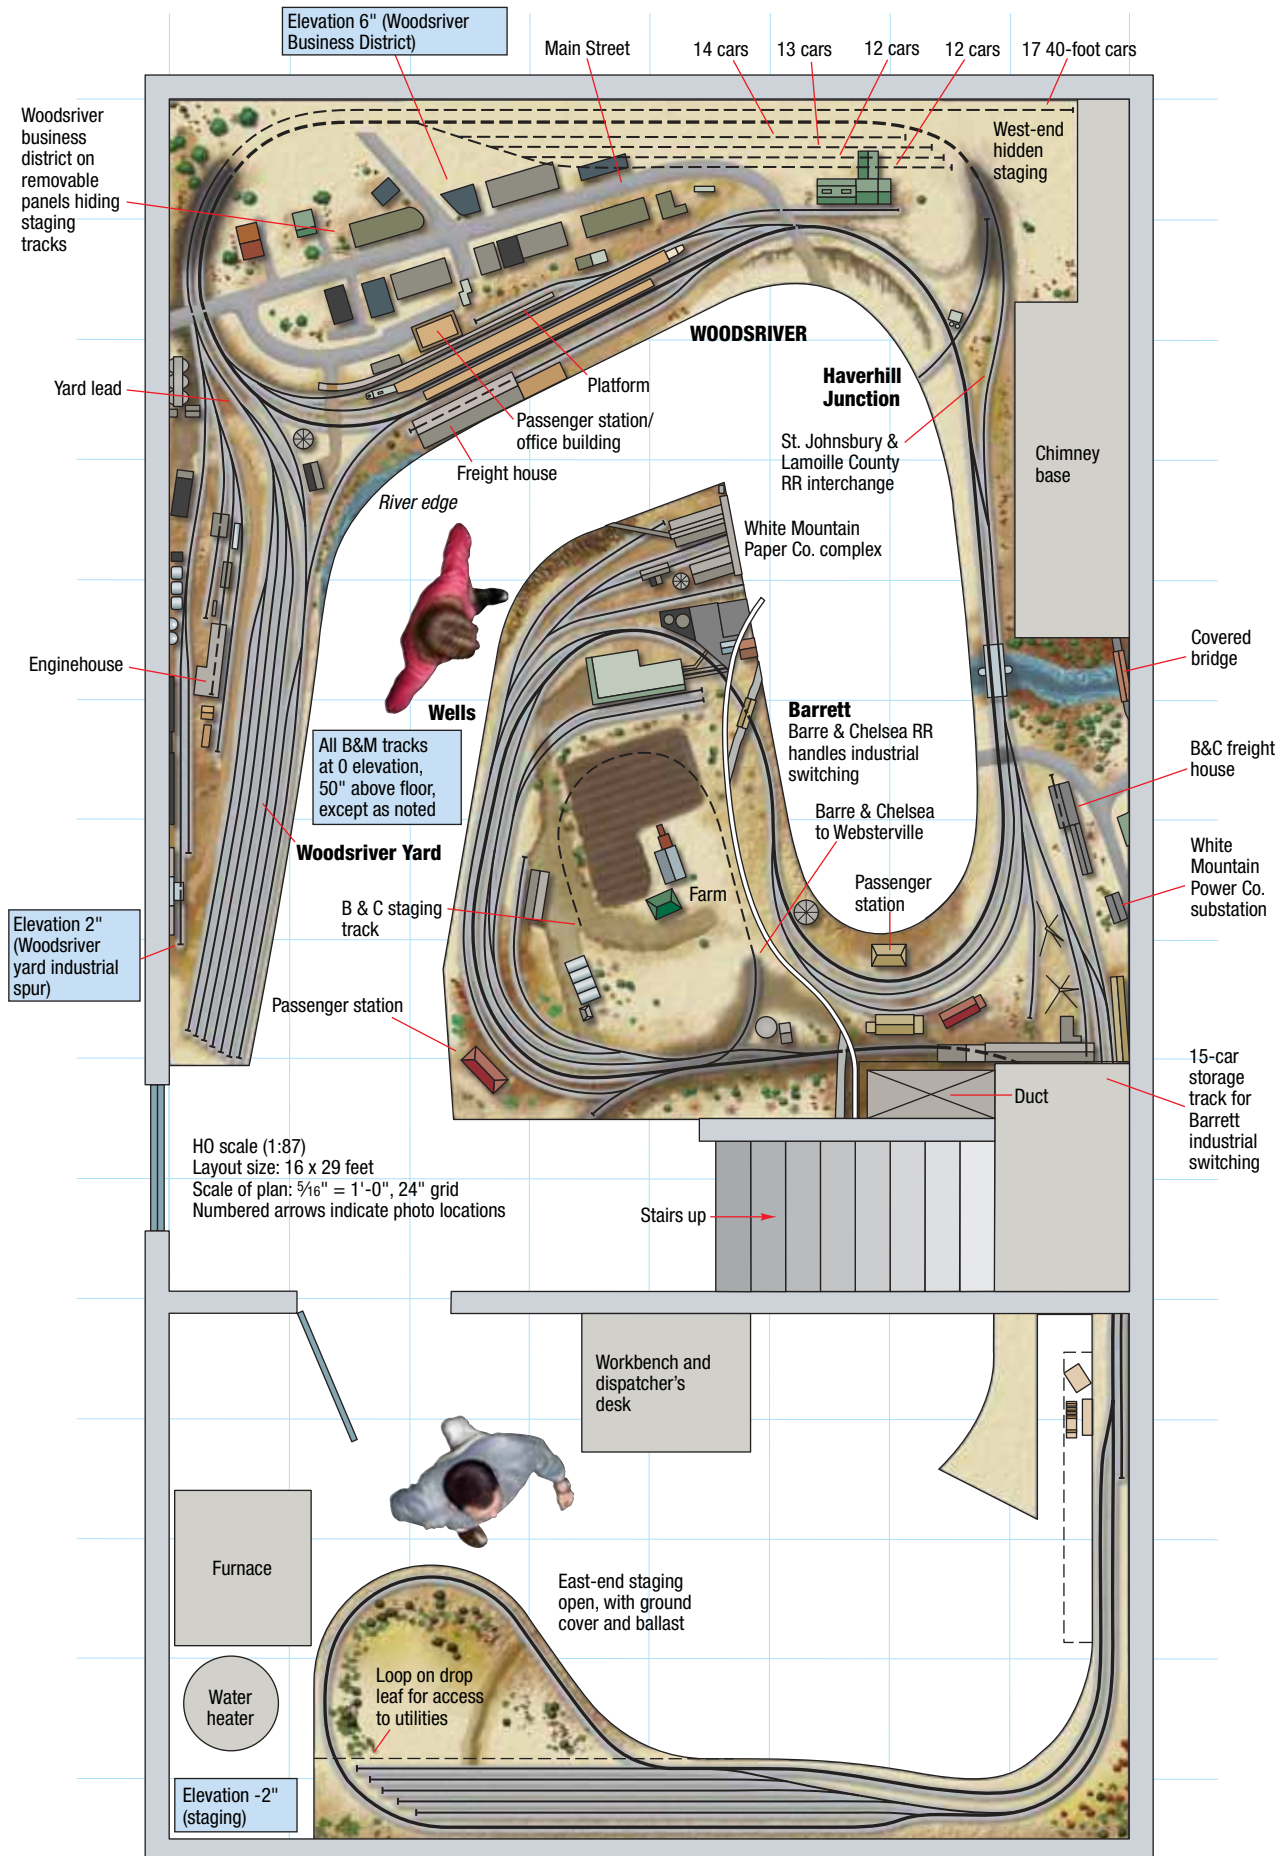 Elevation 6" (Woodsriver
Business District)
Main Street
14 cars
13 cars
12 cars
12 cars
17 40-foot cars
Woodsriver
business
district on
removable
panels hiding
staging
tracks
West-end
hidden
staging
WOODSRIVER
Yard lead
Platform
Passenger station/
office building
Freight house
River edge
Haverhill
Junction
St. Johnsbury &
Lamoille County
RR interchange
Chimney
base
White Mountain
Paper Co. complex
Enginehouse
Covered
bridge
Wells
All B&M tracks
at 0 elevation,
50" above floor,
except as noted
Barrett
Barre & Chelsea RR
handles industrial
switching
B&C freight
house
Barre & Chelsea
to Websterville
Woodsriver Yard
White
Mountain
Power Co.
substation
Farm
Passenger
station
B & C staging
track
Elevation 2"
(Woodsriver
yard industrial
spur)
Passenger station
15-car
storage
track for
Barrett
industrial
switching
Duct
HO scale (1:87)
Layout size: 16 x 29 feet
Scale of plan: 5/16" = 1'-0", 24" grid
Numbered arrows indicate photo locations
Stairs up
Workbench and
dispatcher's
desk
Furnace
East-end staging
open, with ground
cover and ballast
Loop on drop
leaf for access
to utilities
Water
heater
Elevation -2"
(staging)